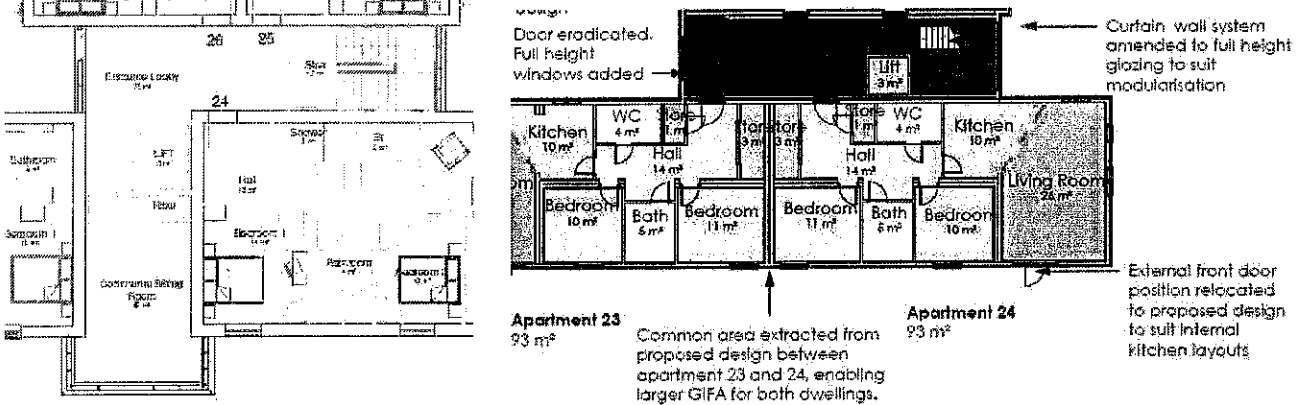 26
25
Entrance Lobby
Stair
24
Store
St
Bathroom
LIFT
Hall
Riser
Bedroom 1
Bathroom
Bedroom 1
Communal Sitting
Room
Door eradicated.
Full height
windows added
Lift
3 m²
Curtain wall system
amended to full height
glazing to suit
modularisation
Kitchen
10 m²
WC
4 m²
Store
1 m²
Hall
14 m²
Store
3 m²
Store
3 m²
Store
1 m²
WC
4 m²
Hall
14 m²
Kitchen
10 m²
Living Room
26 m²
Bedroom
10 m²
Bath
Bedroom
11 m²
Bedroom
11 m²
Bath
Bedroom
10 m²
Apartment 23
93 m²
Common area extracted from
proposed design between
apartment 23 and 24, enabling
larger GIFA for both dwellings.
Apartment 24
93 m²
External front door
position relocated
to proposed design
to suit internal
kitchen layouts